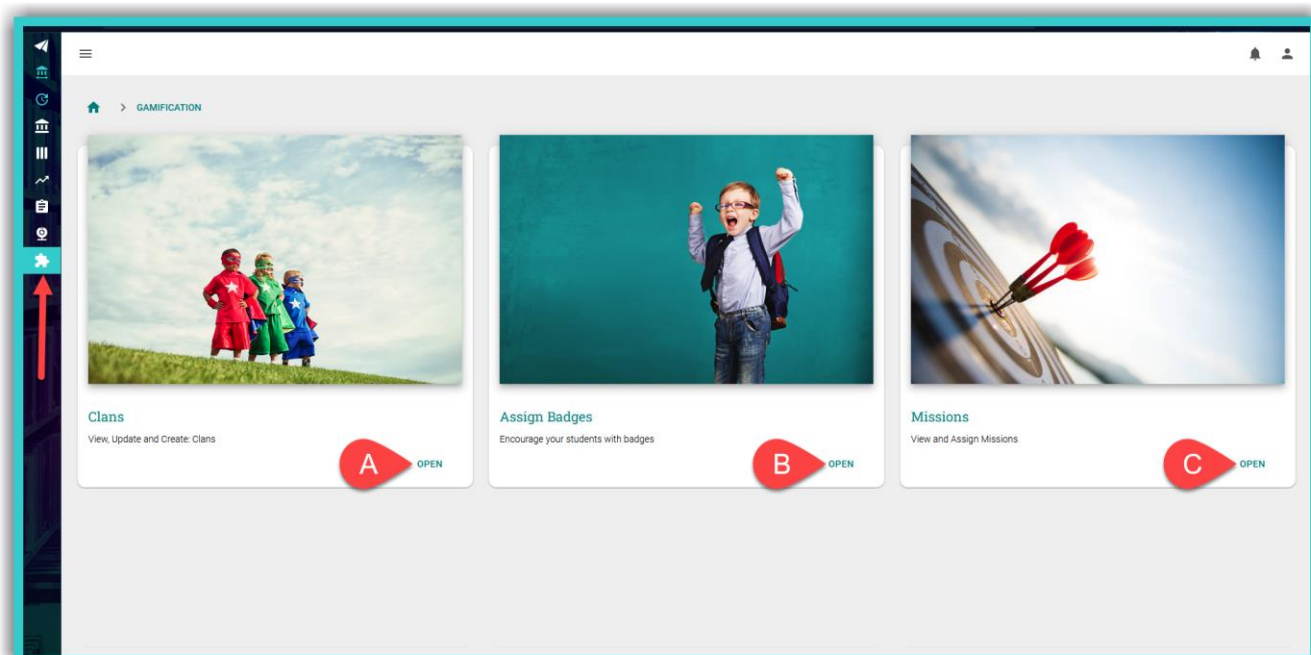 GAMIFICATION
Clans
View, Update and Create: Clans
A
OPEN
Assign Badges
Encourage your students with badges
B
OPEN
Missions
View and Assign Missions
C
OPEN